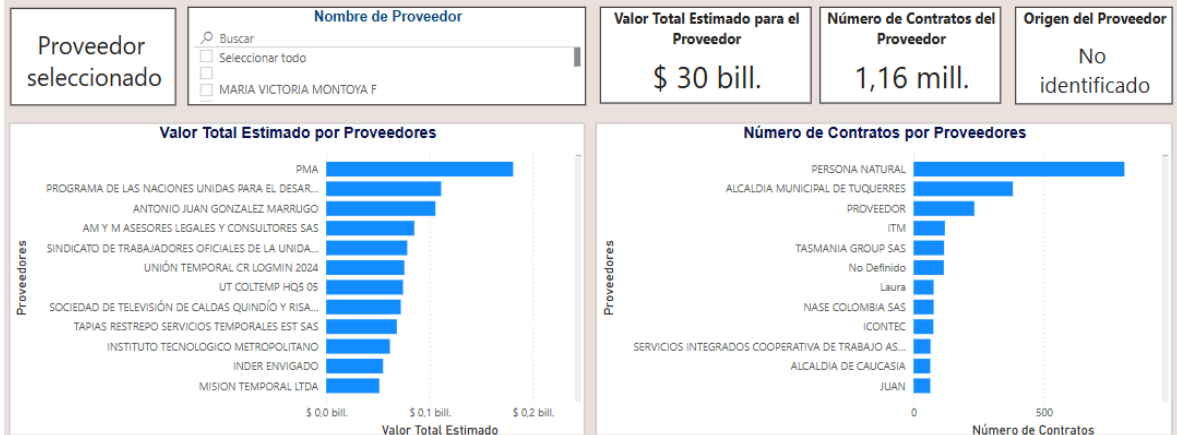 Proveedor
seleccionado
Nombre de Proveedor
Buscar
Seleccionar todo
MARIA VICTORIA MONTOYA F
Valor Total Estimado para el
Proveedor
$ 30 bill.
Número de Contratos del
Proveedor
1,16 mill.
Origen del Proveedor
No
identificado
Valor Total Estimado por Proveedores
Proveedores
PMA
PROGRAMA DE LAS NACIONES UNIDAS PARA EL DESAR...
ANTONIO JUAN GONZALEZ MARRUGO
AM Y M ASESORES LEGALES Y CONSULTORES SAS
SINDICATO DE TRABAJADORES OFICIALES DE LA UNIDA...
UNIÓN TEMPORAL CR LOGMIN 2024
UT COLTEMP HQ5 05
SOCIEDAD DE TELEVISIÓN DE CALDAS QUINDÍO Y RISA...
TAPIAS RESTREPO SERVICIOS TEMPORALES EST SAS
INSTITUTO TECNOLOGICO METROPOLITANO
INDER ENVIGADO
MISION TEMPORAL LTDA
$ 0,0 bill. $ 0,1 bill. $ 0,2 bill.
Valor Total Estimado
Número de Contratos por Proveedores
Proveedores
PERSONA NATURAL
ALCALDIA MUNICIPAL DE TUQUERRES
PROVEEDOR
ITM
TASMANIA GROUP SAS
No Definido
Laura
NASE COLOMBIA SAS
ICONTEC
SERVICIOS INTEGRADOS COOPERATIVA DE TRABAJO AS...
ALCALDIA DE CAUCASIA
JUAN
0 500
Número de Contratos